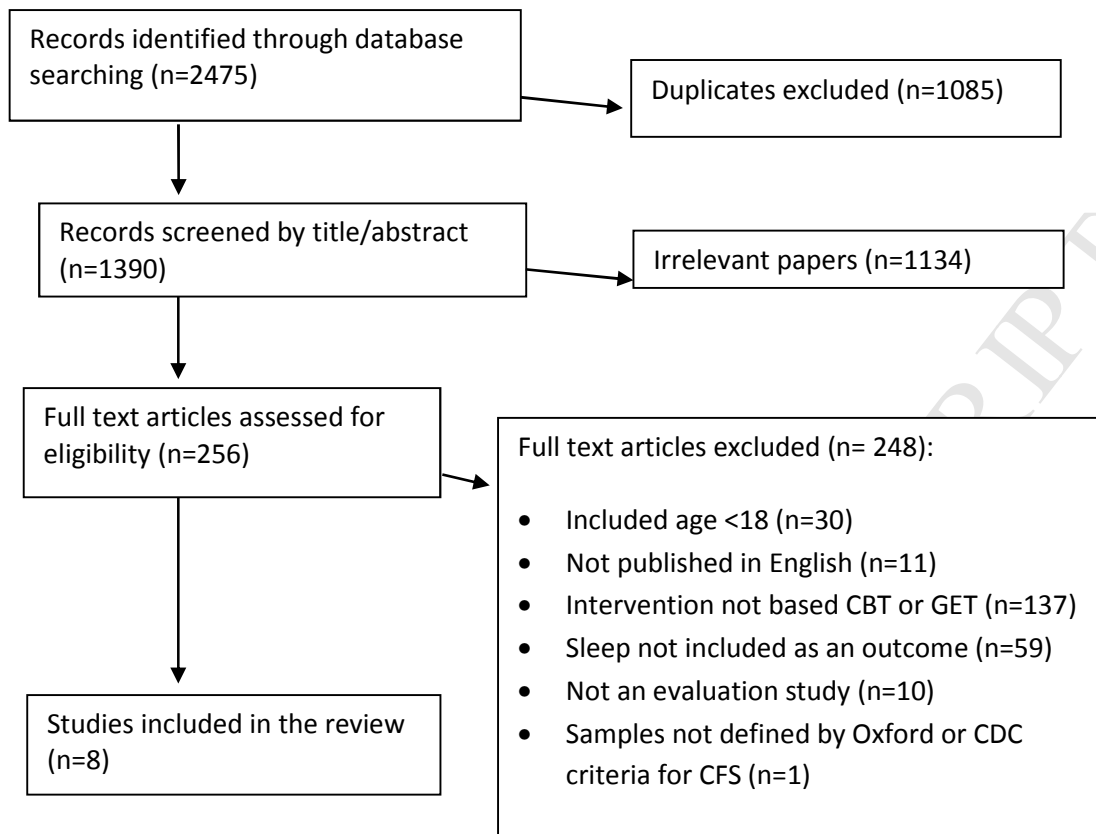 Records identified through database
searching (n=2475)
Duplicates excluded (n=1085)
Records screened by title/abstract
(n=1390)
Irrelevant papers (n=1134)
Full text articles assessed for
eligibility (n=256)
Full text articles excluded (n= 248):
• Included age <18 (n=30)
• Not published in English (n=11)
• Intervention not based CBT or GET (n=137)
• Sleep not included as an outcome (n=59)
• Not an evaluation study (n=10)
• Samples not defined by Oxford or CDC
criteria for CFS (n=1)
Studies included in the review
(n=8)